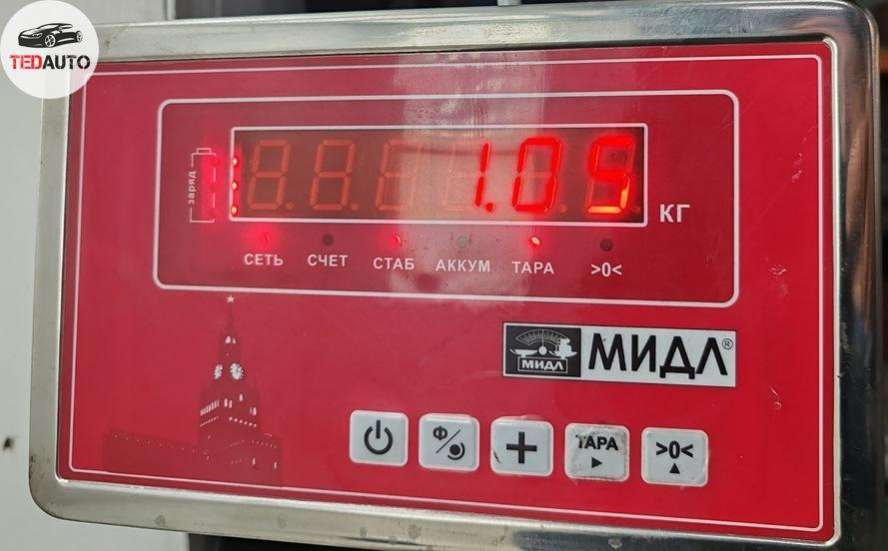 TEDAUTO
заряд
1.05
КГ
СЕТЬ СЧЕТ СТАБ АККУМ ТАРА >0<
МИДЛ
МИДЛ®
Ф
ТАРА
>0<